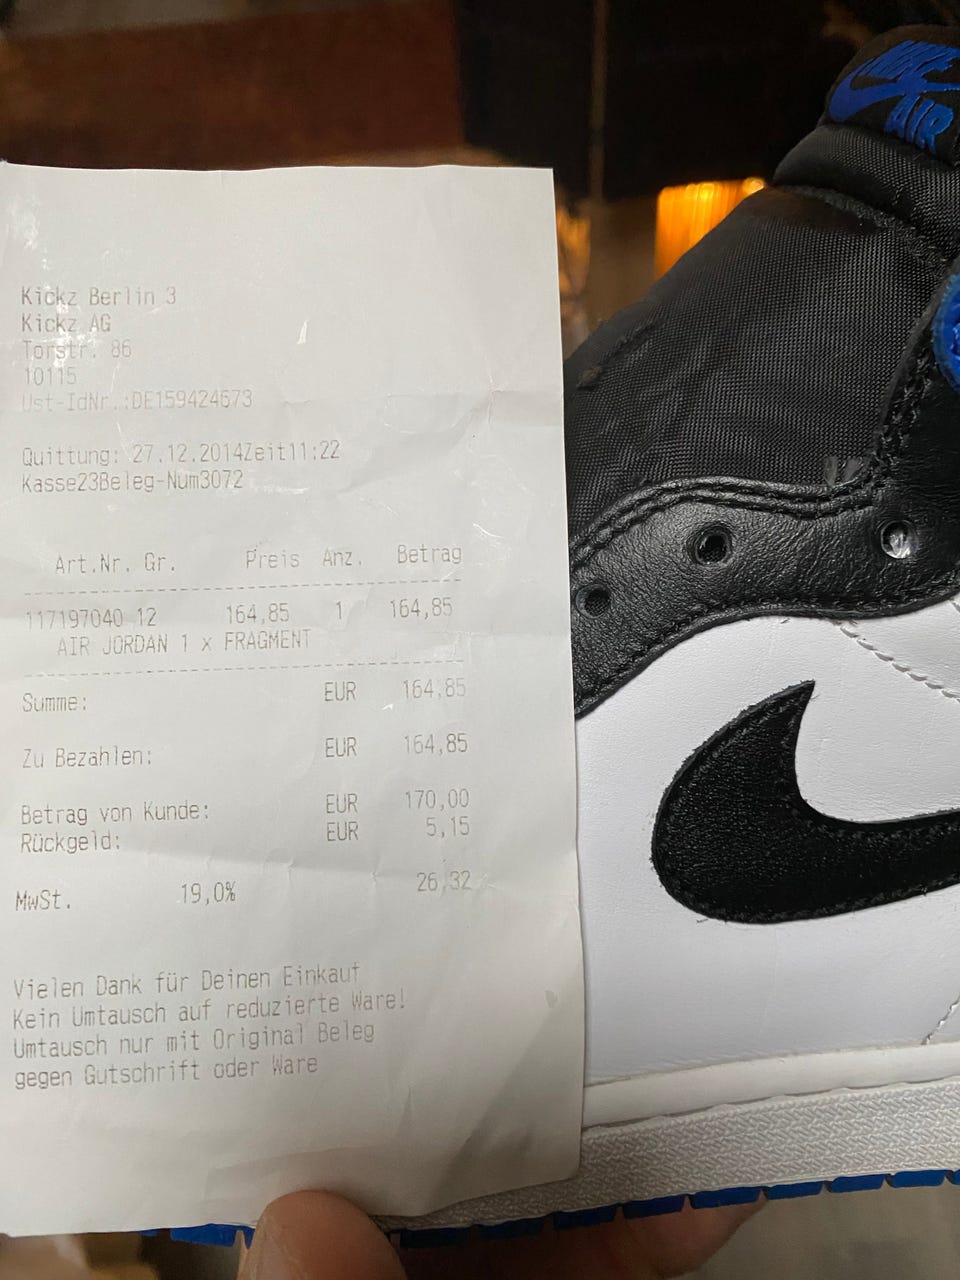 NIKE
AIR
Kickz Berlin 3
Kickz AG
Torstr. 86
10115
Ust-IdNr.:DE159424673
Quittung: 27.12.2014Zeit11:22
Kasse23Beleg-Num3072
Art.Nr. Gr. Preis Anz. Betrag
117197040 12 164,85 1 164,85
AIR JORDAN 1 x FRAGMENT
Summe: EUR 164,85
Zu Bezahlen: EUR 164,85
Betrag von Kunde: EUR 170,00
Rückgeld: EUR 5,15
MwSt. 19,0% 26,32
Vielen Dank für Deinen Einkauf
Kein Umtausch auf reduzierte Ware!
Umtausch nur mit Original Beleg
gegen Gutschrift oder Ware